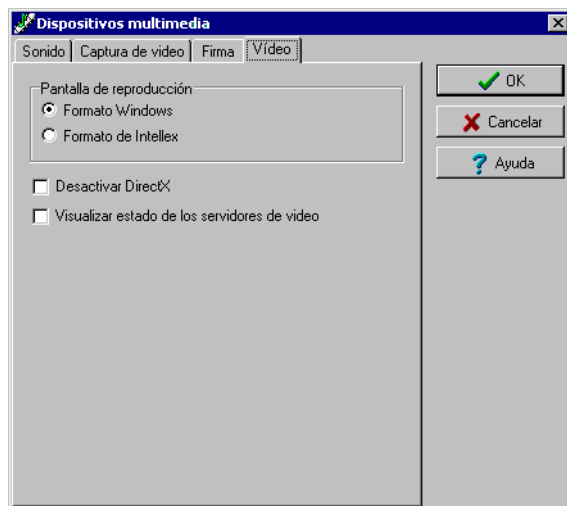 Dispositivos multimedia
Sonido Captura de video Firma Vídeo
Pantalla de reproducción
Formato Windows
Formato de Intellex
Desactivar DirectX
Visualizar estado de los servidores de video
OK
Cancelar
? Ayuda